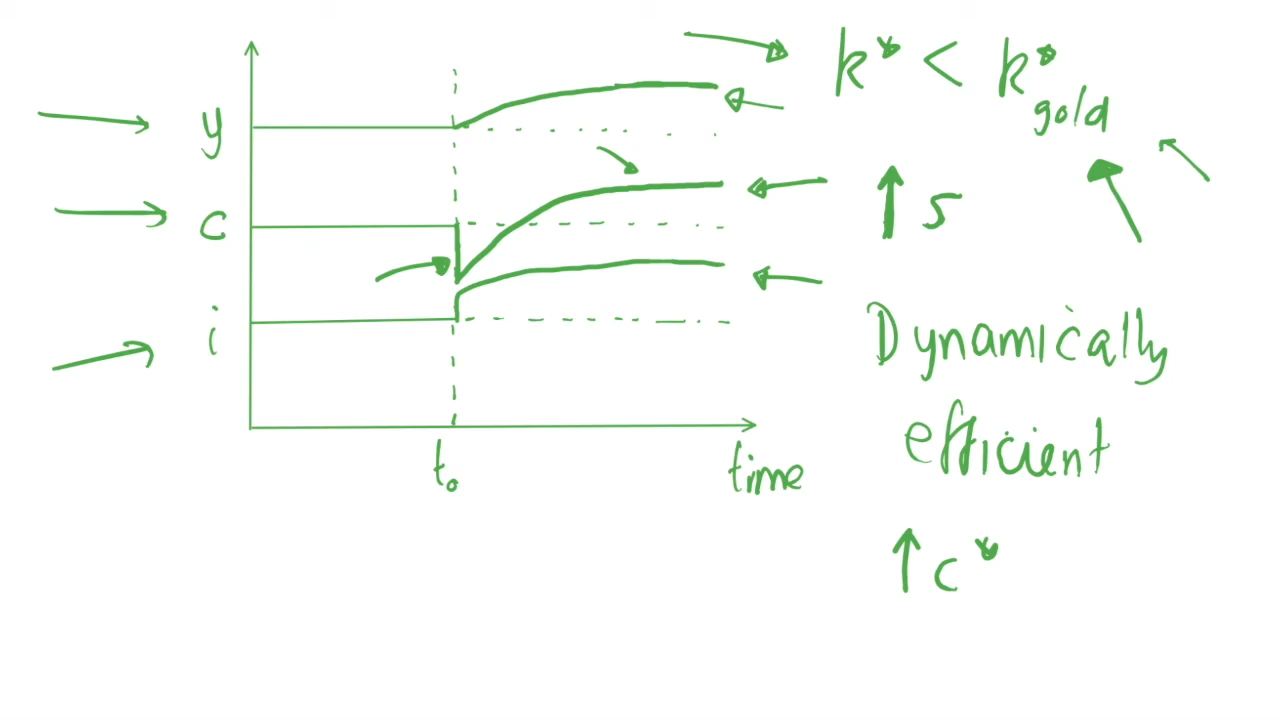 k* < k*gold
y
↑ s
c
i
Dynamically
efficient
t₀
time
↑ c*